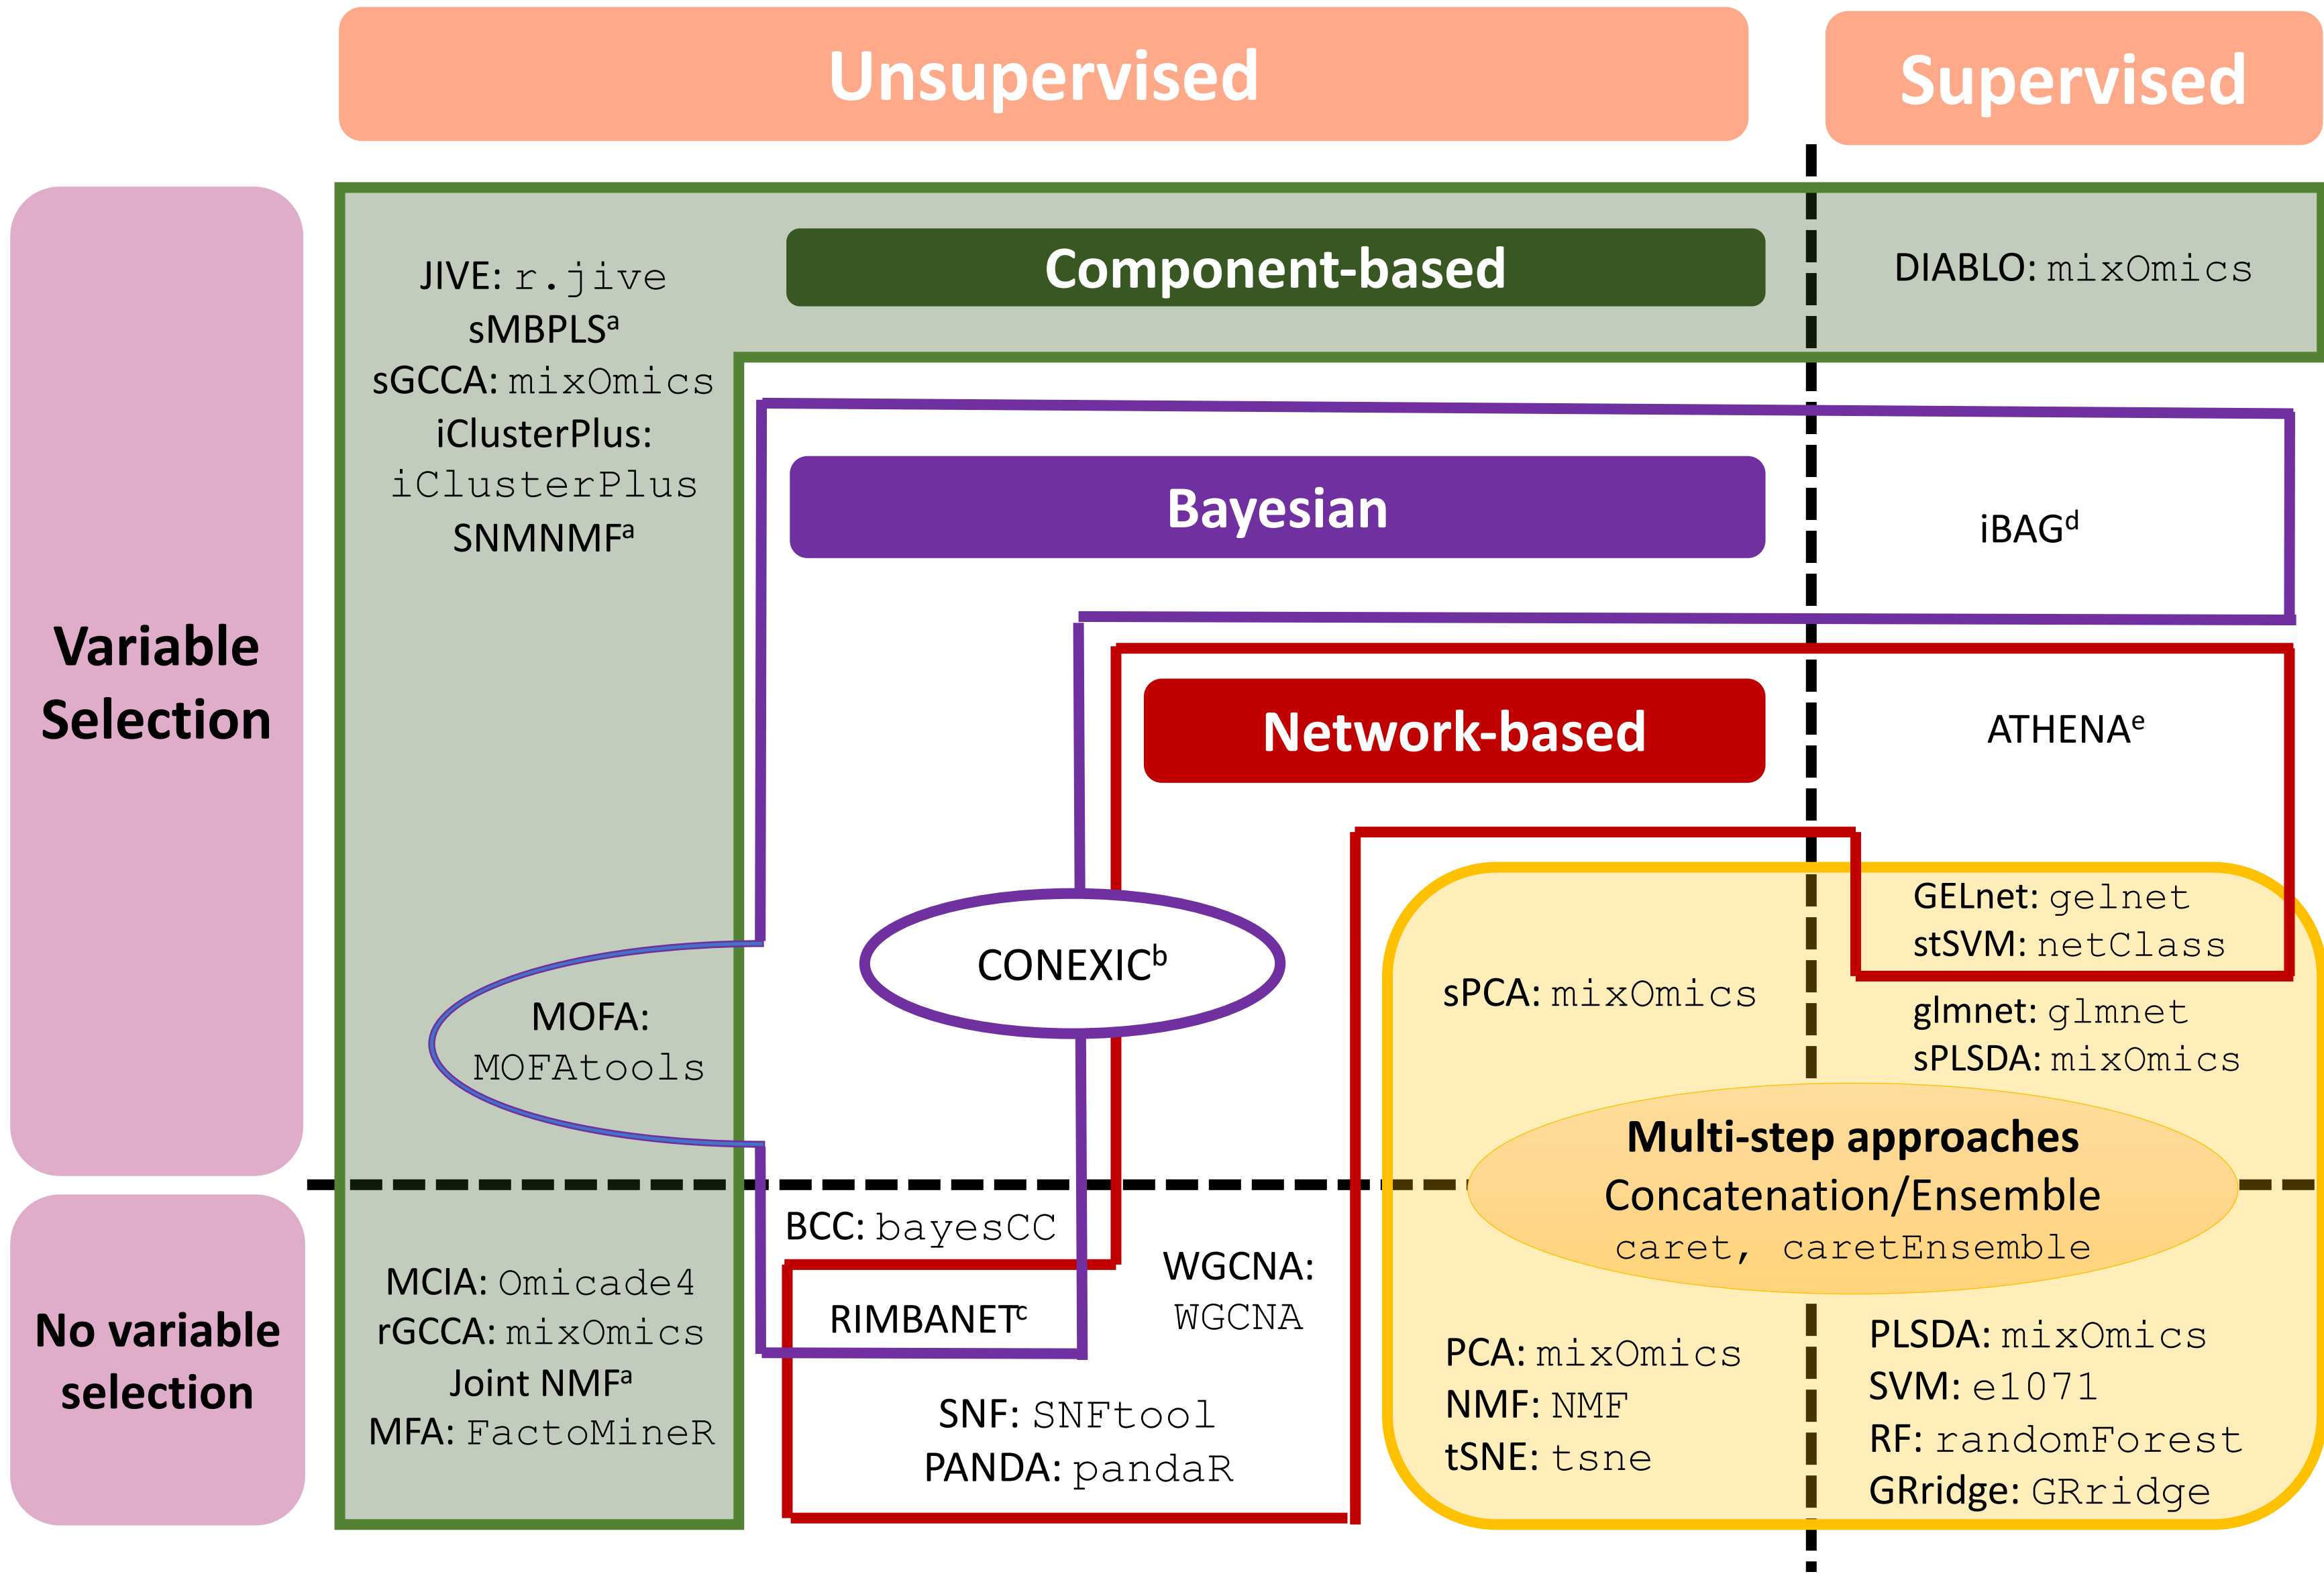 Unsupervised
Supervised
Variable
Selection
JIVE: r.jive
sMBPLSᵃ
sGCCA: mixOmics
iClusterPlus:
iClusterPlus
SNMNMFᵃ
Component-based
DIABLO: mixOmics
Bayesian
iBAGᵈ
Network-based
ATHENAᵉ
MOFA:
MOFAtools
CONEXICᵇ
sPCA: mixOmics
GELnet: gelnet
stSVM: netClass
glmnet: glmnet
sPLSDA: mixOmics
Multi-step approaches
Concatenation/Ensemble
caret, caretEnsemble
No variable
selection
MCIA: Omicade4
rGCCA: mixOmics
Joint NMFᵃ
MFA: FactoMineR
BCC: bayesCC
RIMBANETᶜ
WGCNA:
WGCNA
SNF: SNFtool
PANDA: pandaR
PCA: mixOmics
NMF: NMF
tSNE: tsne
PLSDA: mixOmics
SVM: e1071
RF: randomForest
GRridge: GRridge